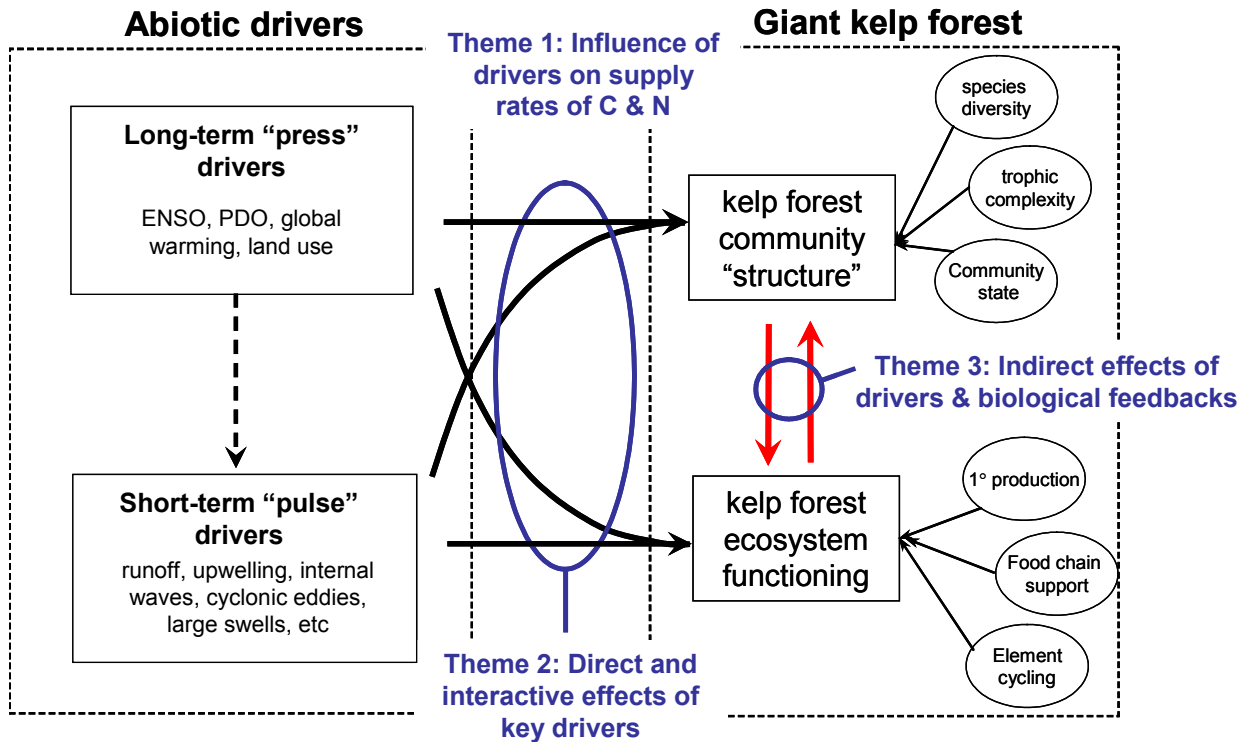 Abiotic drivers
Giant kelp forest
Theme 1: Influence of
drivers on supply
rates of C & N
Long-term “press”
drivers
ENSO, PDO, global
warming, land use
Short-term “pulse”
drivers
runoff, upwelling, internal
waves, cyclonic eddies,
large swells, etc
Theme 2: Direct and
interactive effects of
key drivers
kelp forest
community
“structure”
species
diversity
trophic
complexity
Community
state
Theme 3: Indirect effects of
drivers & biological feedbacks
kelp forest
ecosystem
functioning
1° production
Food chain
support
Element
cycling